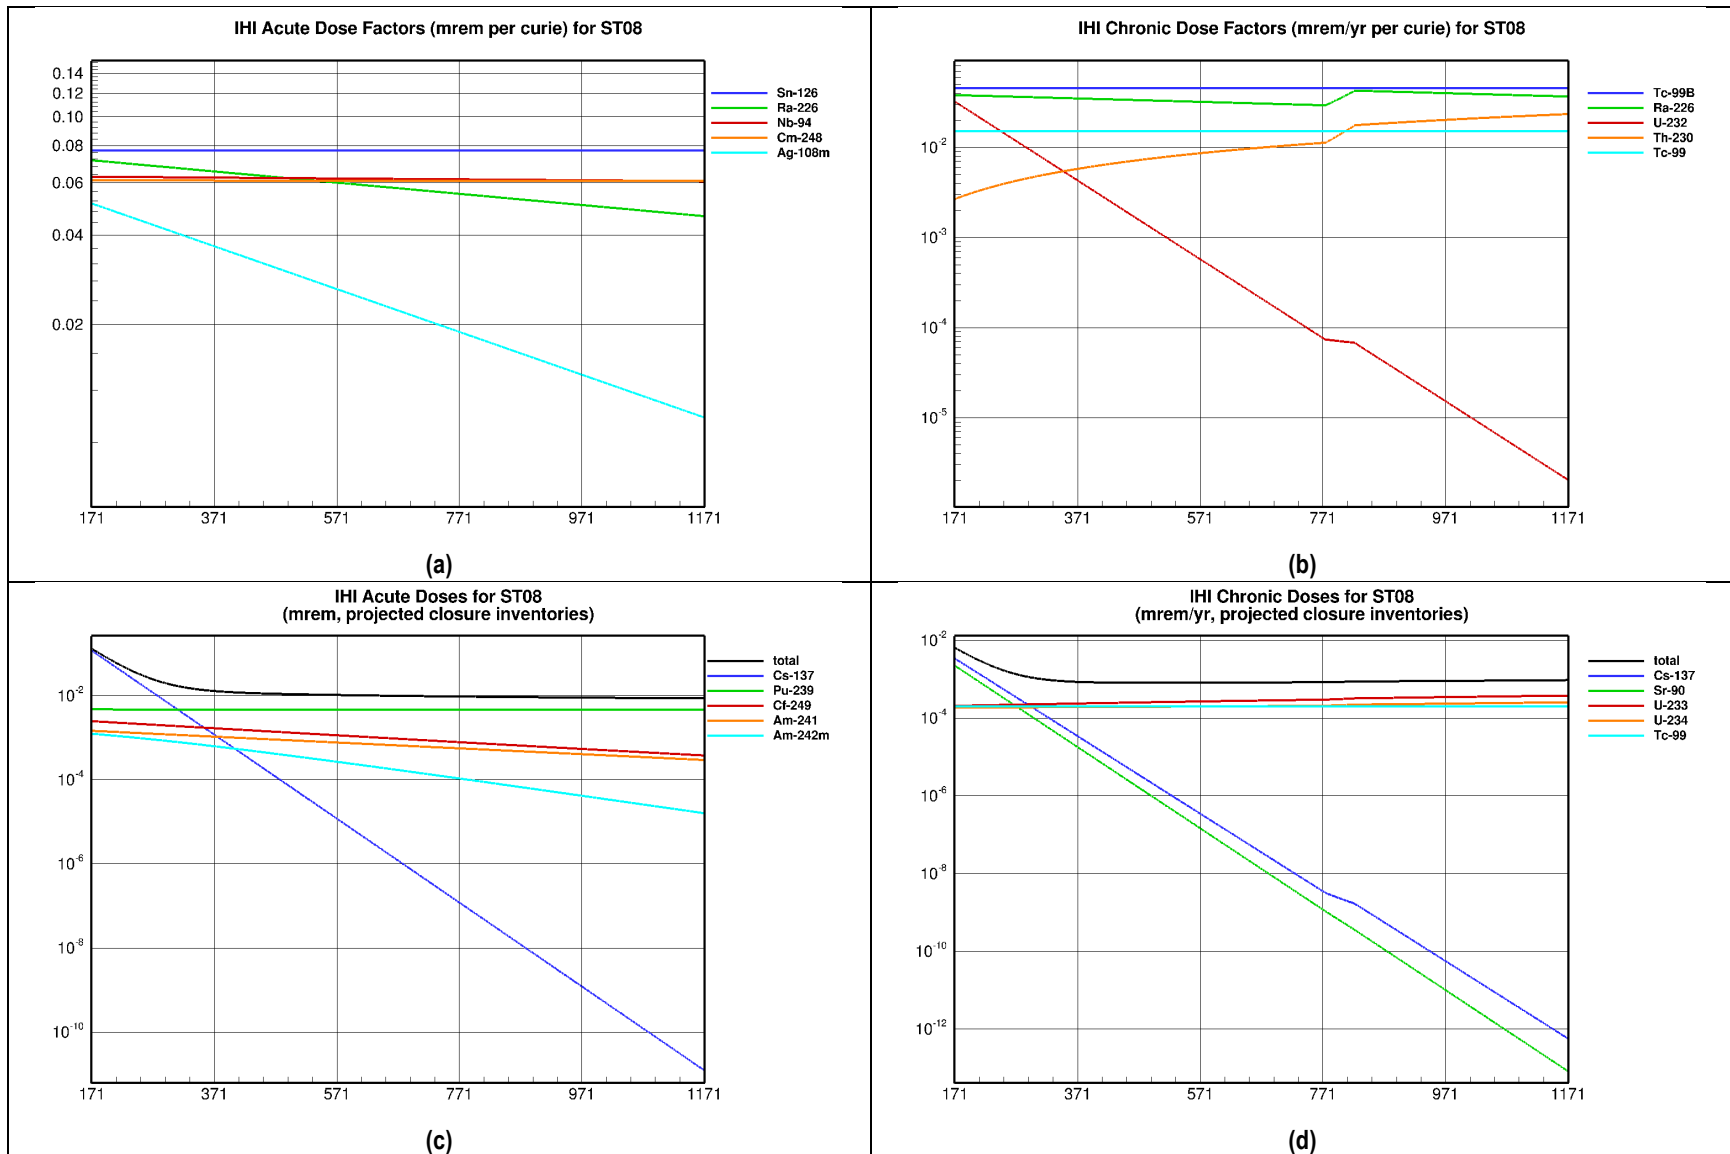 IHI Acute Dose Factors (mrem per curie) for ST08
0.14
0.12
0.10
0.08
0.06
0.04
0.02
171 371 571 771 971 1171
Sn-126
Ra-226
Nb-94
Cm-248
Ag-108m
(a)
IHI Chronic Dose Factors (mrem/yr per curie) for ST08
10-2
10-3
10-4
10-5
171 371 571 771 971 1171
Tc-99B
Ra-226
U-232
Th-230
Tc-99
(b)
IHI Acute Doses for ST08
(mrem, projected closure inventories)
10-2
10-4
10-6
10-8
10-10
171 371 571 771 971 1171
total
Cs-137
Pu-239
Cf-249
Am-241
Am-242m
(c)
IHI Chronic Doses for ST08
(mrem/yr, projected closure inventories)
10-2
10-4
10-6
10-8
10-10
10-12
171 371 571 771 971 1171
total
Cs-137
Sr-90
U-233
U-234
Tc-99
(d)